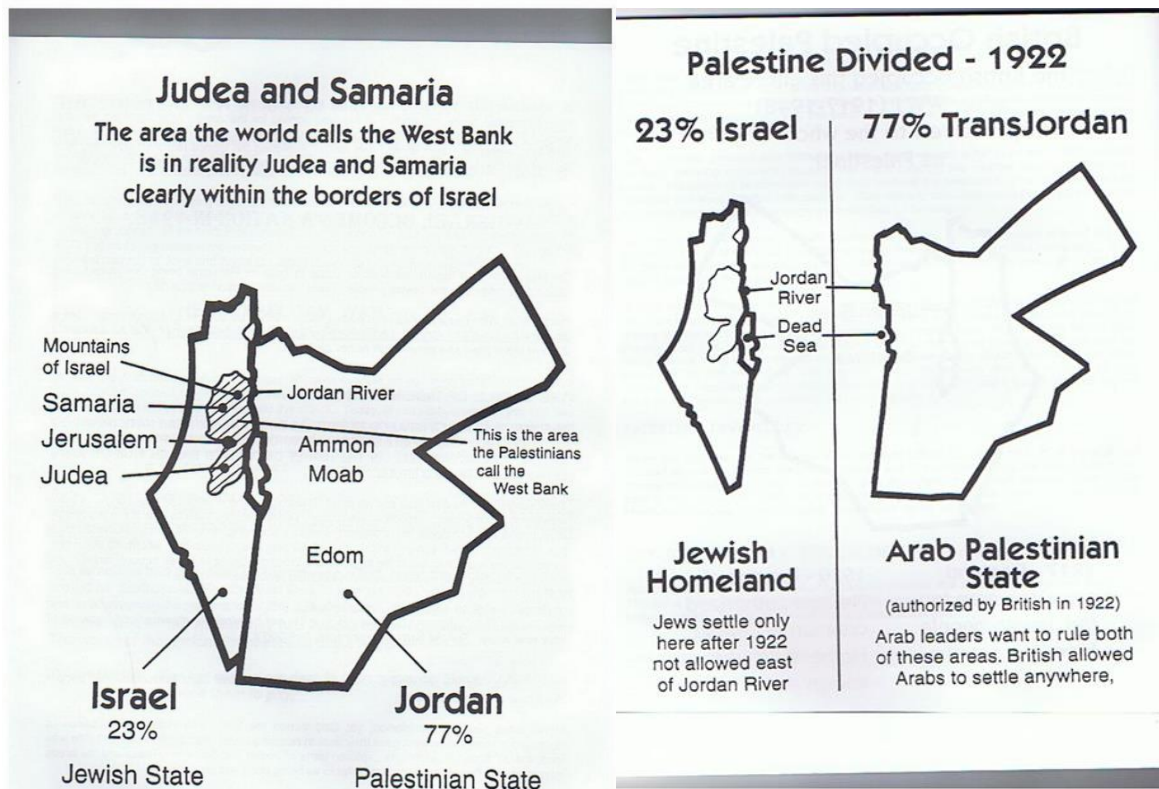 Judea and Samaria
The area the world calls the West Bank
is in reality Judea and Samaria
clearly within the borders of Israel
Mountains
of Israel
Samaria
Jerusalem
Judea
Jordan River
Ammon
Moab
This is the area
the Palestinians
call the
West Bank
Edom
Israel
23%
Jewish State
Jordan
77%
Palestinian State
Palestine Divided - 1922
23% Israel
77% TransJordan
Jordan
River
Dead
Sea
Jewish
Homeland
Jews settle only
here after 1922
not allowed east
of Jordan River
Arab Palestinian
State
(authorized by British in 1922)
Arab leaders want to rule both
of these areas. British allowed
Arabs to settle anywhere,